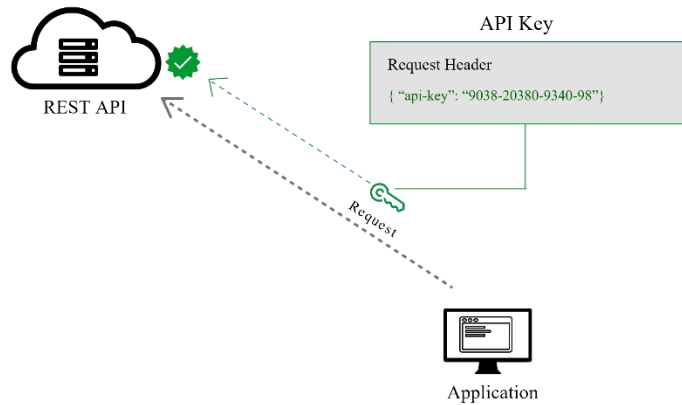 API Key
Request Header
{ “api-key”: “9038-20380-9340-98”}
REST API
Request
Application